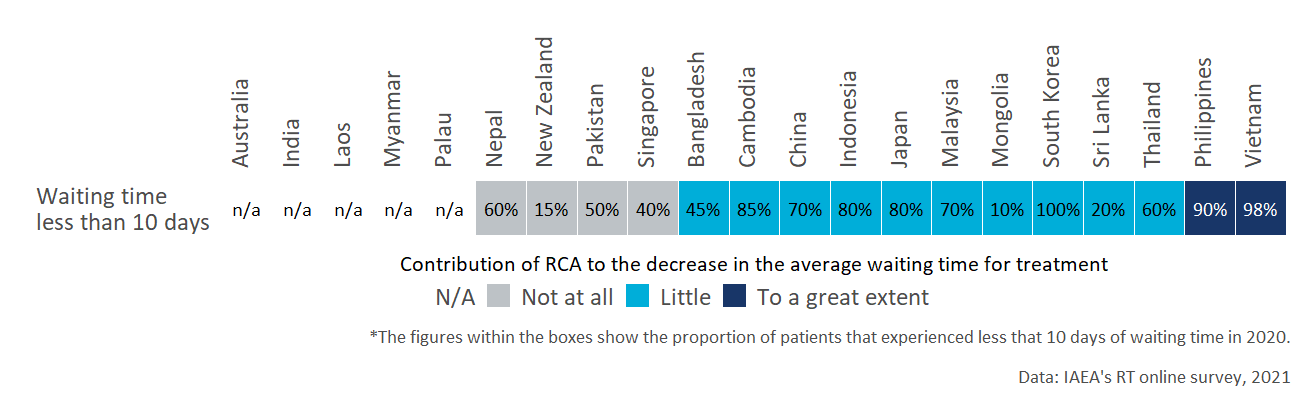 Australia
India
Laos
Myanmar
Palau
Nepal
New Zealand
Pakistan
Singapore
Bangladesh
Cambodia
China
Indonesia
Japan
Malaysia
Mongolia
South Korea
Sri Lanka
Thailand
Philippines
Vietnam
Waiting time
less than 10 days
n/a n/a n/a n/a n/a 60% 15% 50% 40% 45% 85% 70% 80% 80% 70% 10% 100% 20% 60% 90% 98%
Contribution of RCA to the decrease in the average waiting time for treatment
N/A Not at all Little To a great extent
*The figures within the boxes show the proportion of patients that experienced less that 10 days of waiting time in 2020.
Data: IAEA's RT online survey, 2021